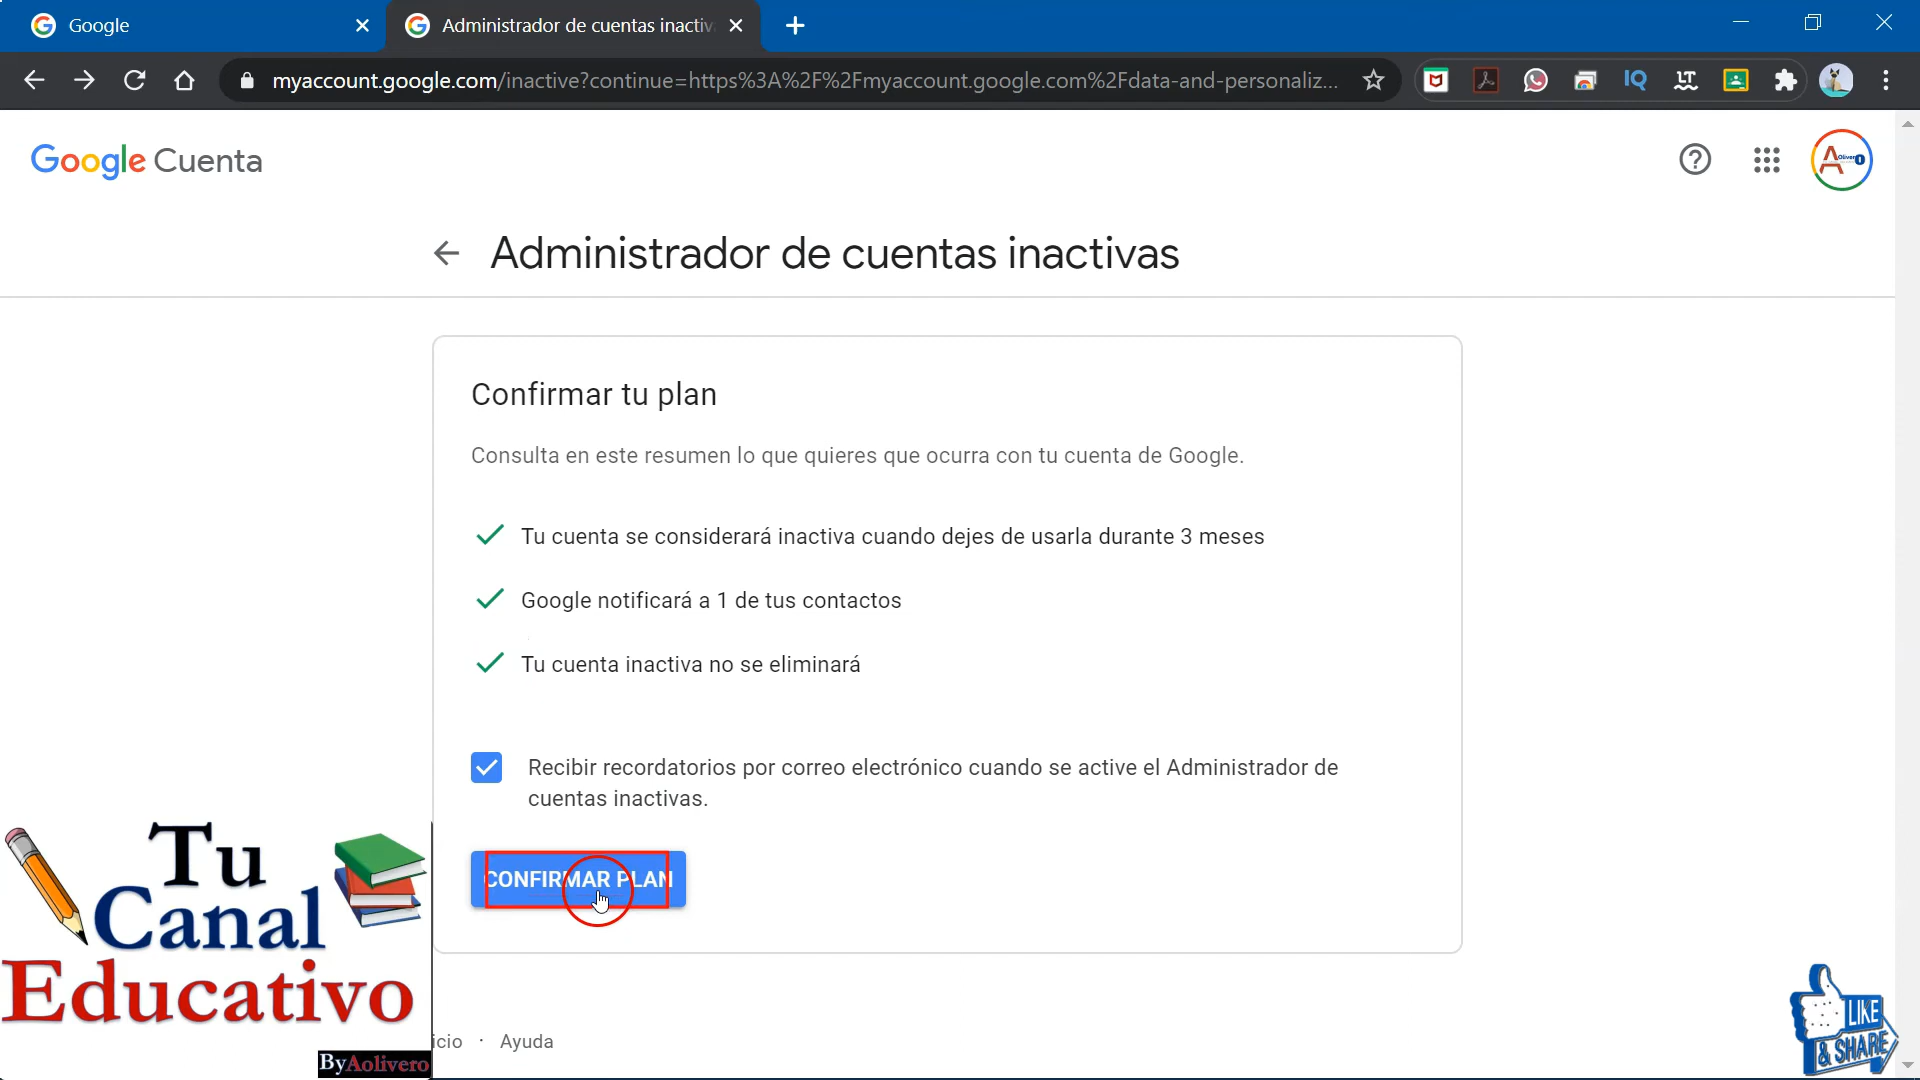 Google
Administrador de cuentas inactiv
myaccount.google.com/inactive?continue=https%3A%2F%2Fmyaccount.google.com%2Fdata-and-personaliz...
IQ
LT
Google Cuenta
Administrador de cuentas inactivas
Confirmar tu plan
Consulta en este resumen lo que quieres que ocurra con tu cuenta de Google.
Tu cuenta se considerará inactiva cuando dejes de usarla durante 3 meses
Google notificará a 1 de tus contactos
Tu cuenta inactiva no se eliminará
Recibir recordatorios por correo electrónico cuando se active el Administrador de
cuentas inactivas.
CONFIRMAR PLAN
Tu
Canal
Educativo
ByAolivero
icio · Ayuda
LIKE
& SHARE